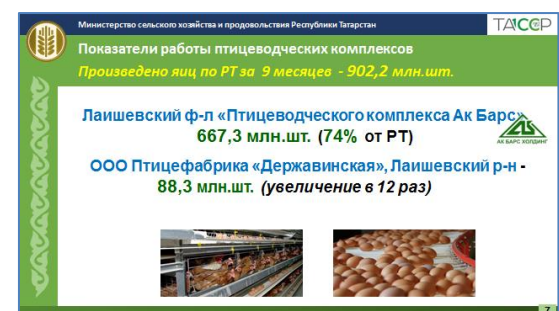 Министерство сельского хозяйства и продовольствия Республики Татарстан
ТАССР
Показатели работы птицеводческих комплексов
Произведено яиц по РТ за 9 месяцев - 902,2 млн.шт.
Лаишевский ф-л «Птицеводческого комплекса Ак Барс»
667,3 млн.шт. (74% от РТ)
АК БАРС ХОЛДИНГ
ООО Птицефабрика «Державинская», Лаишевский р-н -
88,3 млн.шт. (увеличение в 12 раз)
7